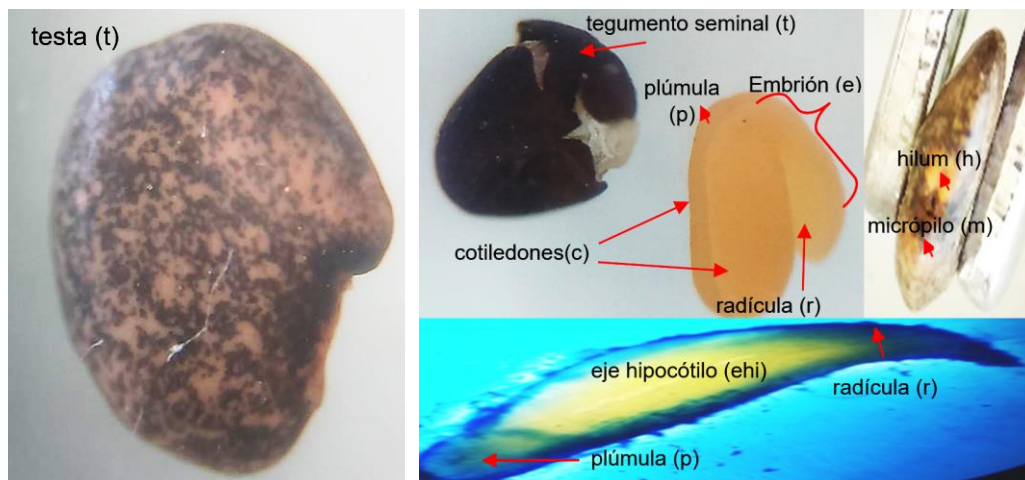 testa (t)
tegumento seminal (t)
plúmula
(p)
Embrión (e)
hilum (h)
micrópilo (m)
cotiledones(c)
radícula (r)
eje hipocótilo (ehi)
radícula (r)
plúmula (p)